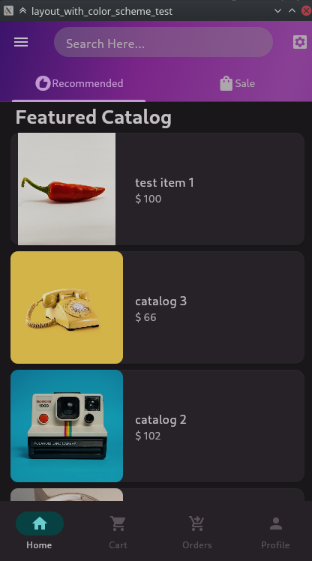 layout_with_color_scheme_test
Search Here...
Recommended
Sale
Featured Catalog
test item 1
$ 100
catalog 3
$ 66
catalog 2
$ 102
Home
Cart
Orders
Profile